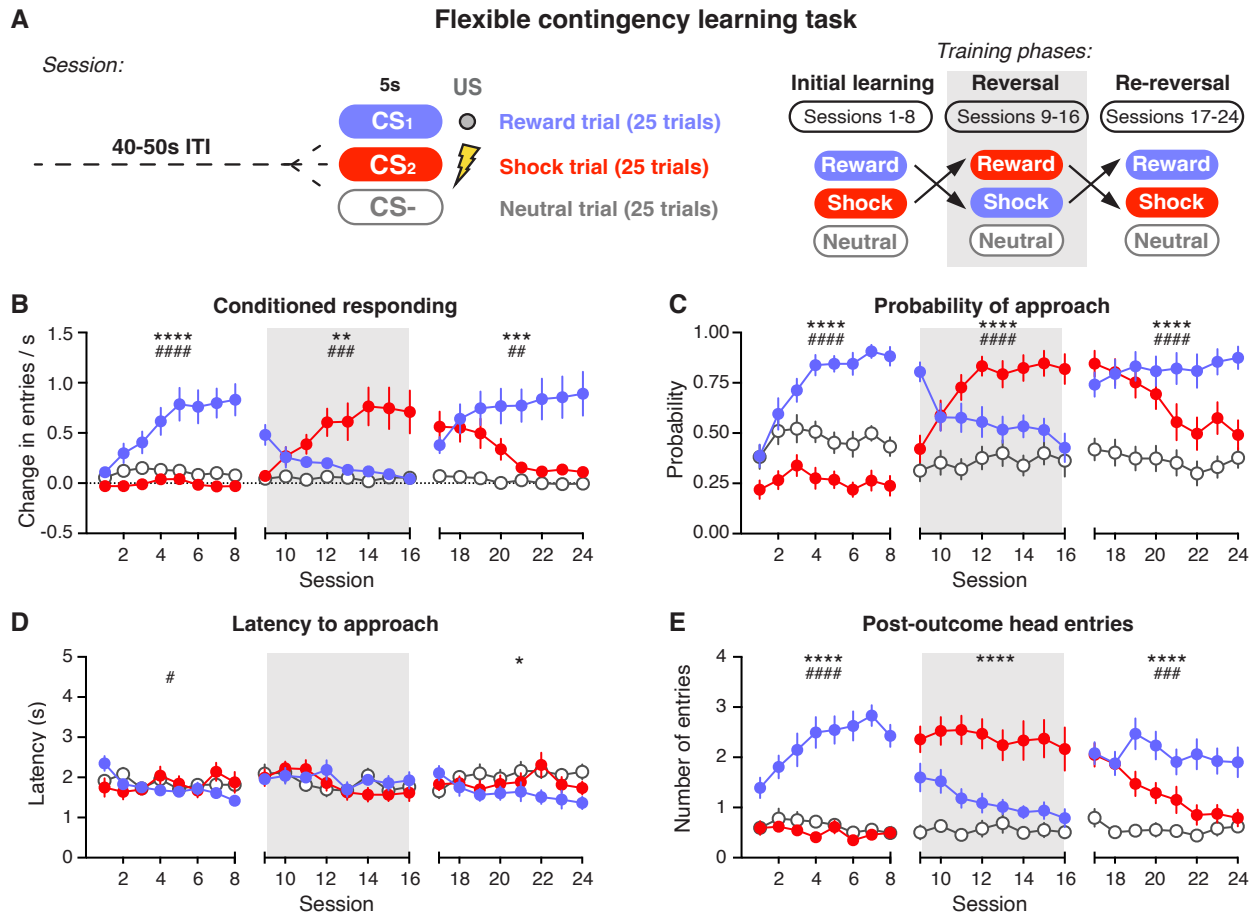 A
Flexible contingency learning task
Session:
Training phases:
5s
US
Initial learning
Reversal
Re-reversal
CS1
Reward trial (25 trials)
Sessions 1-8
Sessions 9-16
Sessions 17-24
40-50s ITI
CS2
Shock trial (25 trials)
Reward
Reward
Reward
CS-
Neutral trial (25 trials)
Shock
Shock
Shock
Neutral
Neutral
Neutral
B
Conditioned responding
Change in entries / s
1.5
1.0
0.5
0.0
-0.5
****
####
**
###
***
##
2 4 6 8 10 12 14 16 18 20 22 24
Session
C
Probability of approach
Probability
1.00
0.75
0.50
0.25
0.00
****
####
****
####
****
####
2 4 6 8 10 12 14 16 18 20 22 24
Session
D
Latency to approach
Latency (s)
5
4
3
2
1
0
#
*
2 4 6 8 10 12 14 16 18 20 22 24
Session
E
Post-outcome head entries
Number of entries
4
3
2
1
0
****
####
****
****
###
2 4 6 8 10 12 14 16 18 20 22 24
Session